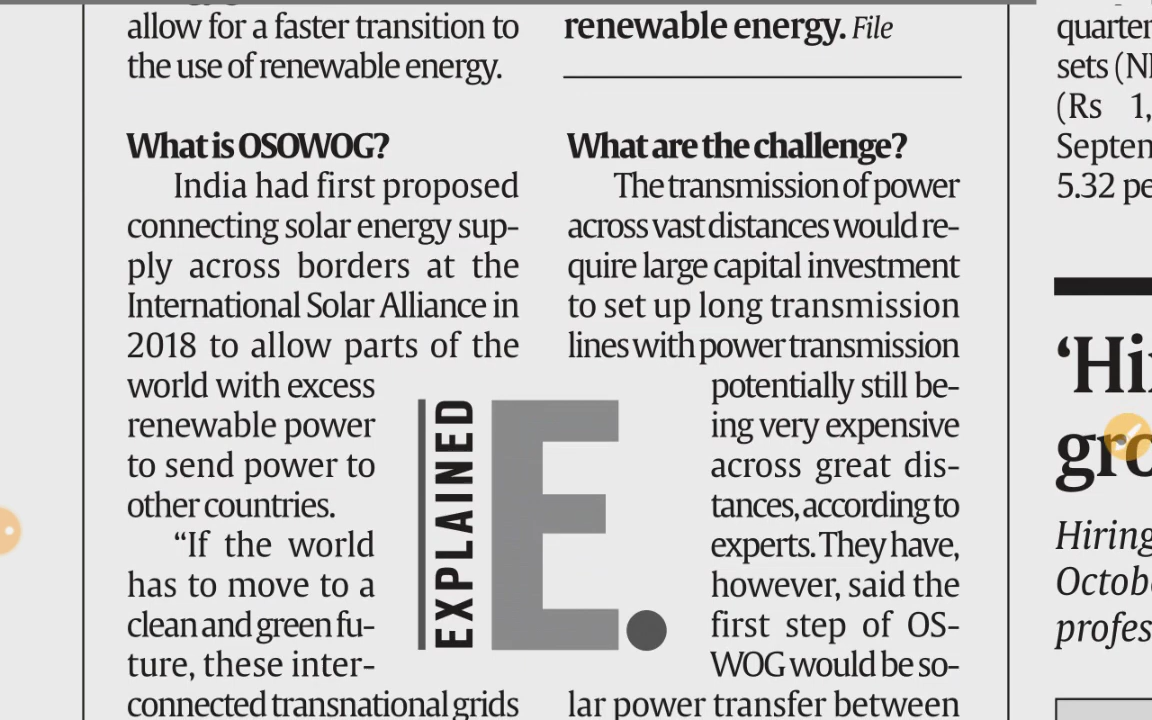 allow for a faster transition to
the use of renewable energy.
What is OSOWOG?
India had first proposed
connecting solar energy sup-
ply across borders at the
International Solar Alliance in
2018 to allow parts of the
world with excess
renewable power
to send power to
other countries.
“If the world
has to move to a
clean and green fu-
ture, these inter-
connected transnational grids
EXPLAINED
E.
renewable energy. File
What are the challenge?
The transmission of power
across vast distances would re-
quire large capital investment
to set up long transmission
lines with power transmission
potentially still be-
ing very expensive
across great dis-
tances, according to
experts. They have,
however, said the
first step of OS-
WOG would be so-
lar power transfer between
quarter
sets (N
(Rs 1,
Septen
5.32 pe
‘Hi
gro
Hiring
Octob
profes